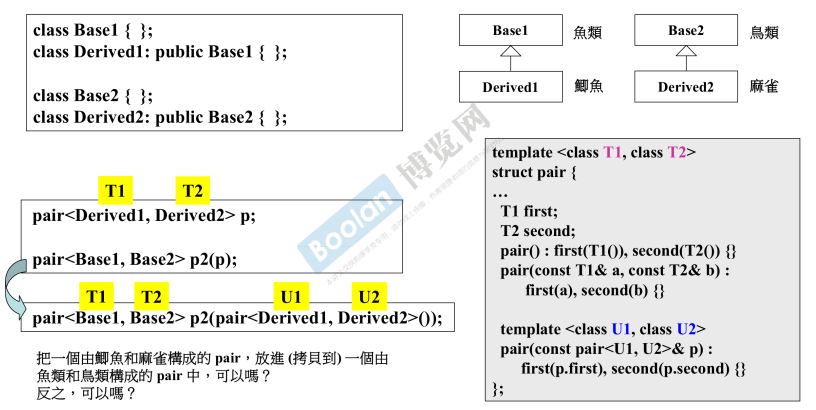 class Base1 { };
class Derived1: public Base1 { };
class Base2 { };
class Derived2: public Base2 { };
Base1 魚類
Base2 鳥類
Derived1 鯽魚
Derived2 麻雀
T1 T2
pair<Derived1, Derived2> p;
pair<Base1, Base2> p2(p);
T1 T2 U1 U2
pair<Base1, Base2> p2(pair<Derived1, Derived2>());
把一個由鯽魚和麻雀構成的 pair，放進 (拷貝到) 一個由
魚類和鳥類構成的 pair 中，可以嗎？
反之，可以嗎？
template <class T1, class T2>
struct pair {
…
T1 first;
T2 second;
pair() : first(T1()), second(T2()) {}
pair(const T1& a, const T2& b) :
first(a), second(b) {}
template <class U1, class U2>
pair(const pair<U1, U2>& p) :
first(p.first), second(p.second) {}
};
Boolan 博览网